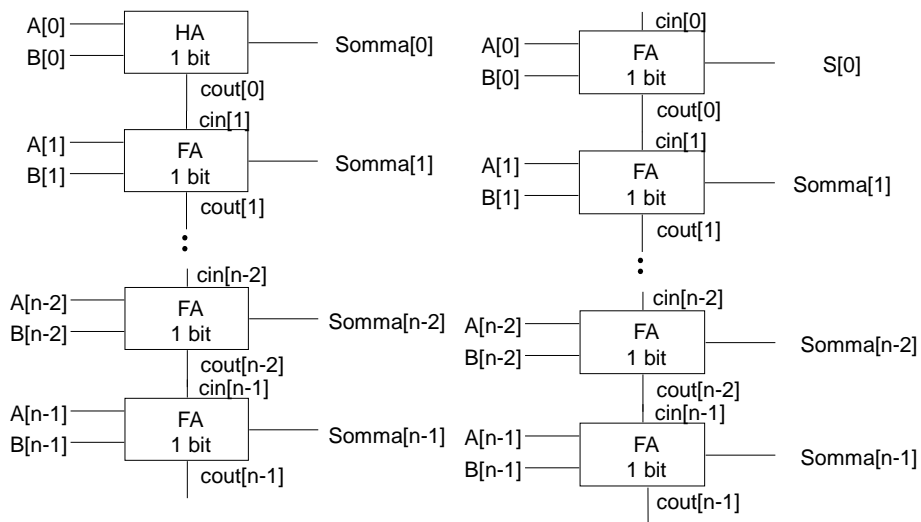 A[0]
B[0]
HA
1 bit
Somma[0]
cout[0]
cin[1]
A[1]
B[1]
FA
1 bit
Somma[1]
cout[1]
cin[n-2]
A[n-2]
B[n-2]
FA
1 bit
Somma[n-2]
cout[n-2]
cin[n-1]
A[n-1]
B[n-1]
FA
1 bit
Somma[n-1]
cout[n-1]
cin[0]
A[0]
B[0]
FA
1 bit
S[0]
cout[0]
cin[1]
A[1]
B[1]
FA
1 bit
Somma[1]
cout[1]
cin[n-2]
A[n-2]
B[n-2]
FA
1 bit
Somma[n-2]
cout[n-2]
cin[n-1]
A[n-1]
B[n-1]
FA
1 bit
Somma[n-1]
cout[n-1]